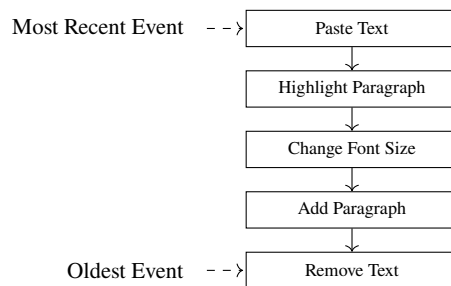 Most Recent Event
Paste Text
Highlight Paragraph
Change Font Size
Add Paragraph
Oldest Event
Remove Text